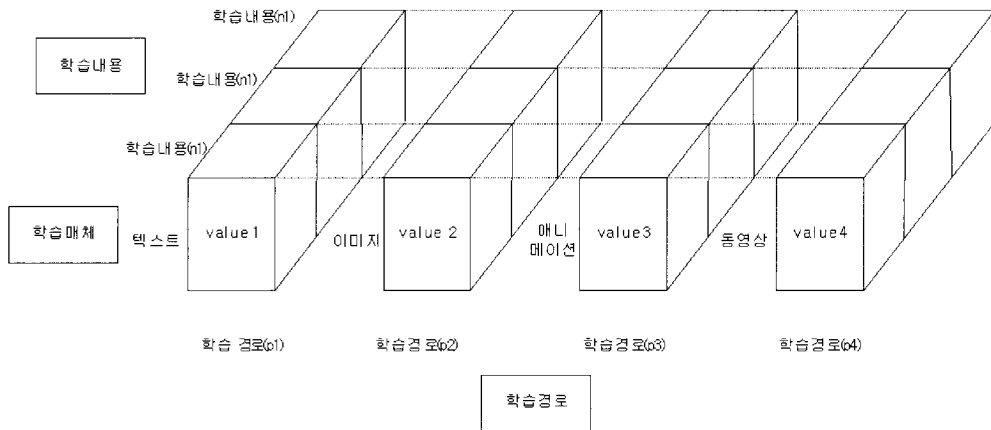 학습내용(n1)
학습내용
학습내용(n1)
학습내용(n1)
학습매체
텍스트
value1
이미지
value 2
애니
메이션
value3
동영상
value4
학습 경로(p1)
학습경로(p2)
학습경로(p3)
학습경로(p4)
학습경로